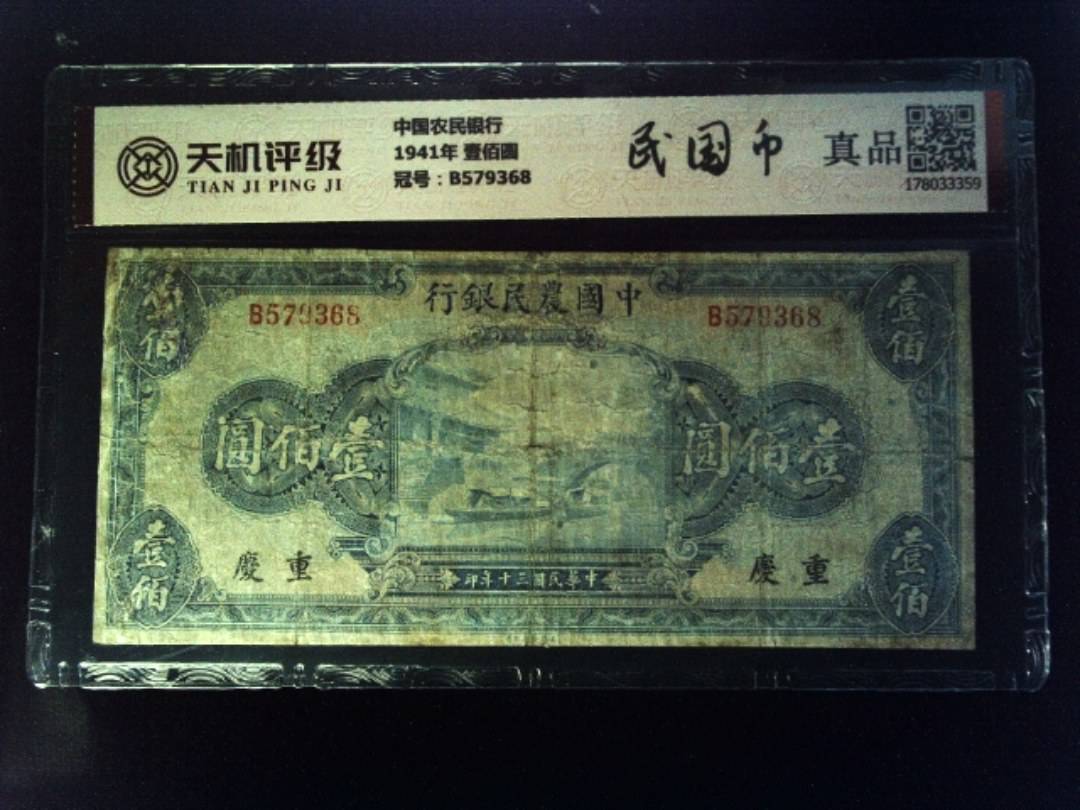 天机评级
TIAN JI PING JI
中国农民银行
1941年 壹佰圓
冠号：B579368
民国币
真品
178033359
中國農民銀行
B579368
B579368
壹佰
佰
壹佰圓
壹佰圓
重慶
重慶
壹佰
壹佰
中華民國三十年印